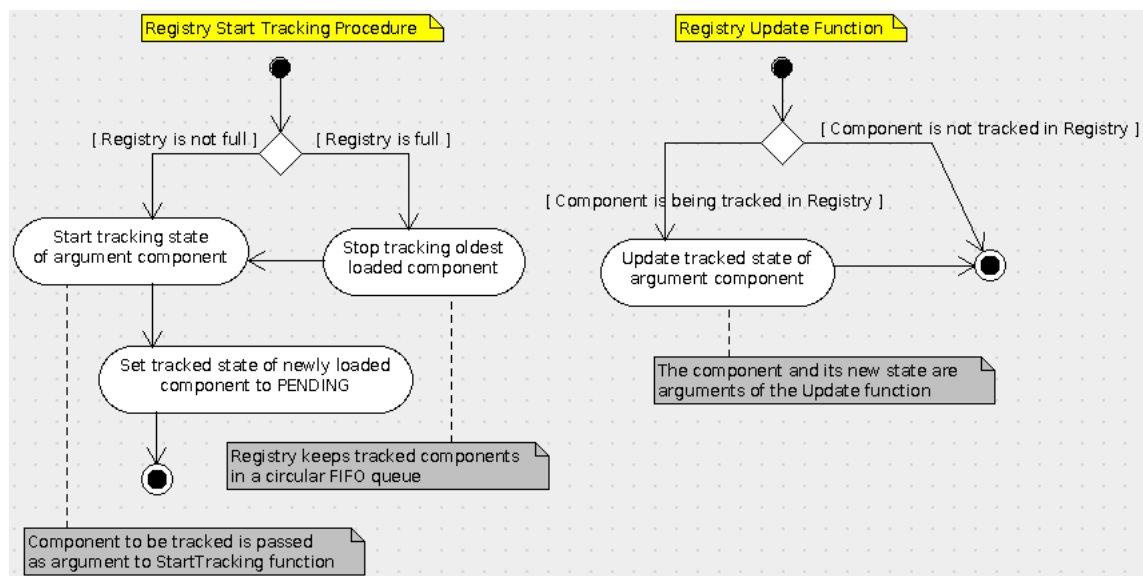 Registry Start Tracking Procedure
[ Registry is not full ]
[ Registry is full ]
Start tracking state
of argument component
Stop tracking oldest
loaded component
Set tracked state of newly loaded
component to PENDING
Registry keeps tracked components
in a circular FIFO queue
Component to be tracked is passed
as argument to StartTracking function
Registry Update Function
[ Component is not tracked in Registry ]
[ Component is being tracked in Registry ]
Update tracked state of
argument component
The component and its new state are
arguments of the Update function